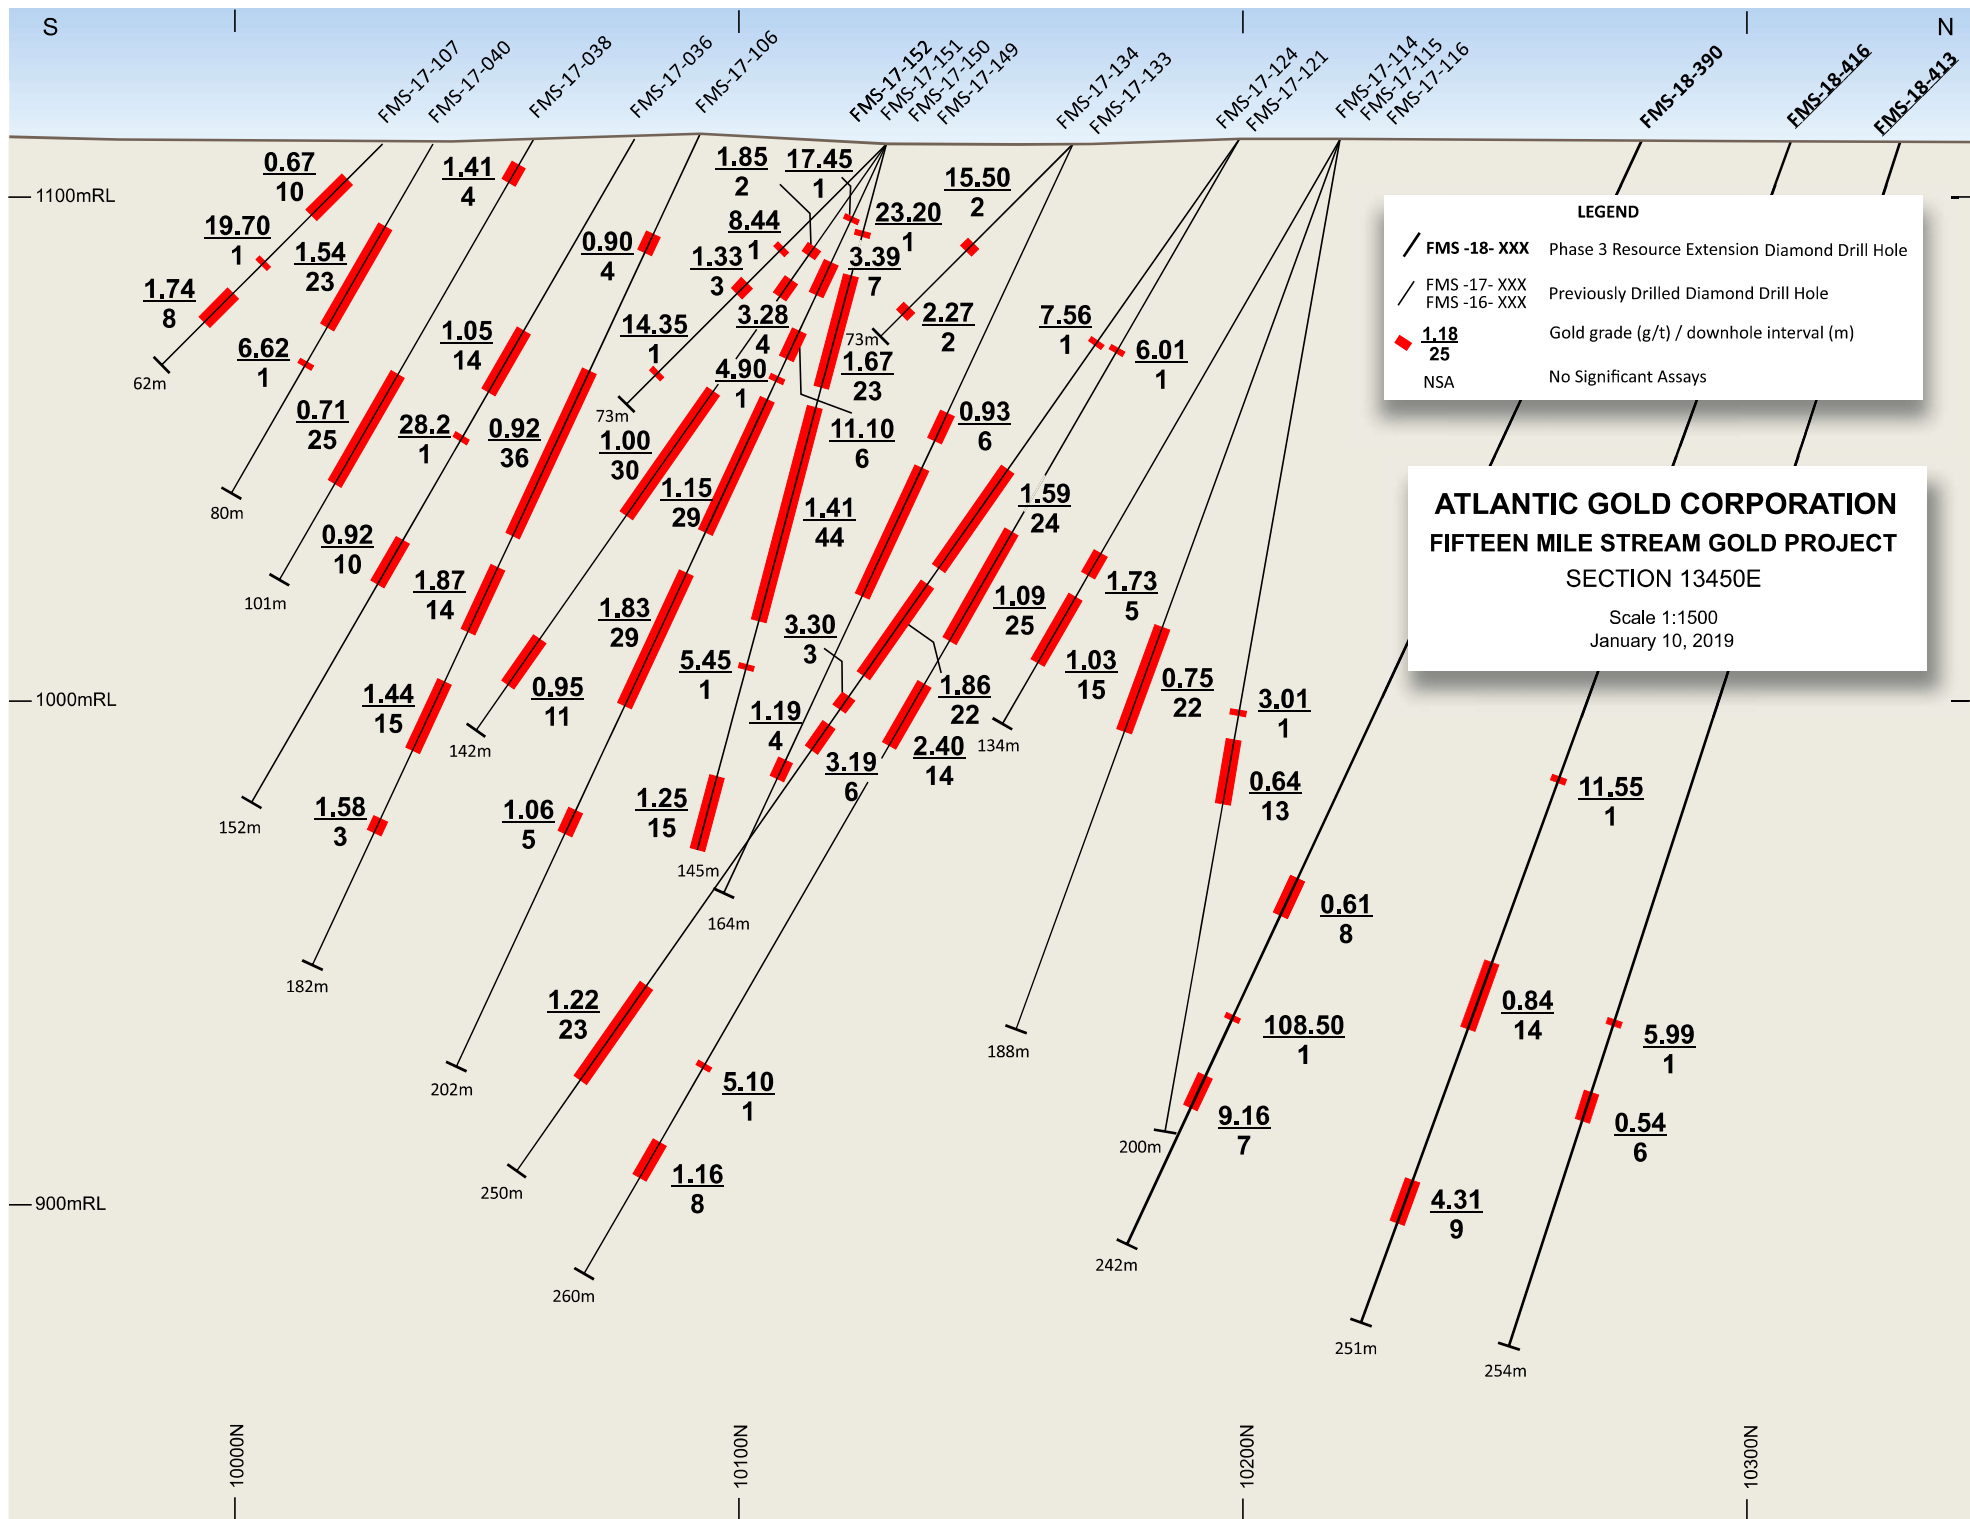 S
N
FMS-17-107
FMS-17-040
FMS-17-038
FMS-17-036
FMS-17-106
FMS-17-152
FMS-17-151
FMS-17-150
FMS-17-149
FMS-17-134
FMS-17-133
FMS-17-124
FMS-17-121
FMS-17-114
FMS-17-115
FMS-17-116
FMS-18-390
FMS-18-416
FMS-18-413
1100mRL
1000mRL
900mRL
LEGEND
FMS -18- XXX Phase 3 Resource Extension Diamond Drill Hole
FMS -17- XXX
FMS -16- XXX
Previously Drilled Diamond Drill Hole
1.18
25
Gold grade (g/t) / downhole interval (m)
NSA No Significant Assays
ATLANTIC GOLD CORPORATION
FIFTEEN MILE STREAM GOLD PROJECT
SECTION 13450E
Scale 1:1500
January 10, 2019
0.67
10
19.70
1
1.74
8
62m
1.54
23
6.62
1
80m
1.41
4
1.05
14
0.71
25
28.2
1
101m
0.92
10
152m
0.90
4
0.92
36
1.87
14
1.44
15
1.58
3
182m
1.85
2
17.45
1
8.44
1
23.20
1
1.33
3
3.39
7
3.28
4
14.35
1
4.90
1
73m
1.67
23
11.10
6
1.00
30
1.15
29
1.41
44
1.83
29
0.95
11
142m
5.45
1
1.06
5
1.25
15
145m
202m
15.50
2
2.27
2
73m
0.93
6
7.56
1
6.01
1
1.59
24
1.09
25
3.30
3
1.86
22
1.19
4
3.19
6
2.40
14
164m
1.22
23
250m
5.10
1
1.16
8
260m
1.73
5
1.03
15
134m
0.75
22
188m
3.01
1
0.64
13
200m
0.61
8
108.50
1
9.16
7
242m
11.55
1
0.84
14
4.31
9
251m
5.99
1
0.54
6
254m
10000N
10100N
10200N
10300N